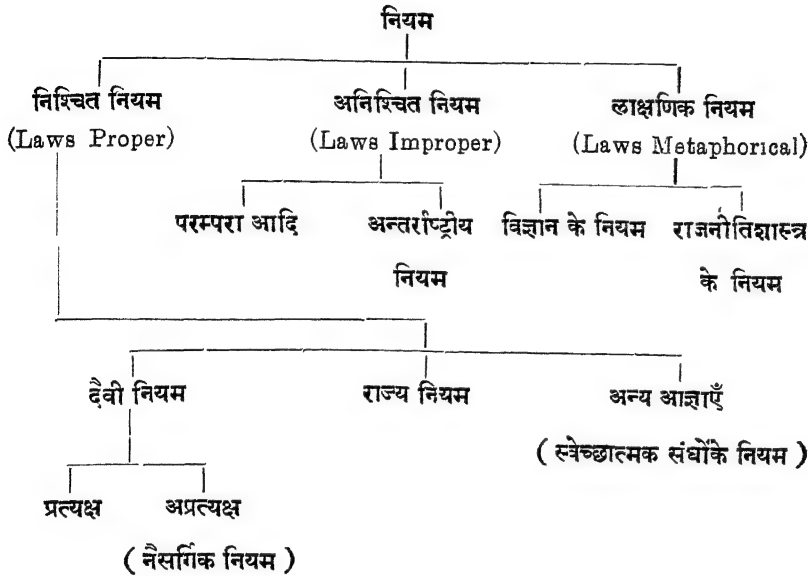 नियम
निश्चित नियम अनिश्चित नियम लाक्षणिक नियम
(Laws Proper) (Laws Improper) (Laws Metaphorical)
परम्परा आदि अन्तर्राष्ट्रीय विज्ञान के नियम राजनीतिशास्त्र
नियम के नियम
दैवी नियम राज्य नियम अन्य आज्ञाएँ
( स्वेच्छात्मक संघोंके नियम )
प्रत्यक्ष अप्रत्यक्ष
( नैसर्गिक नियम )